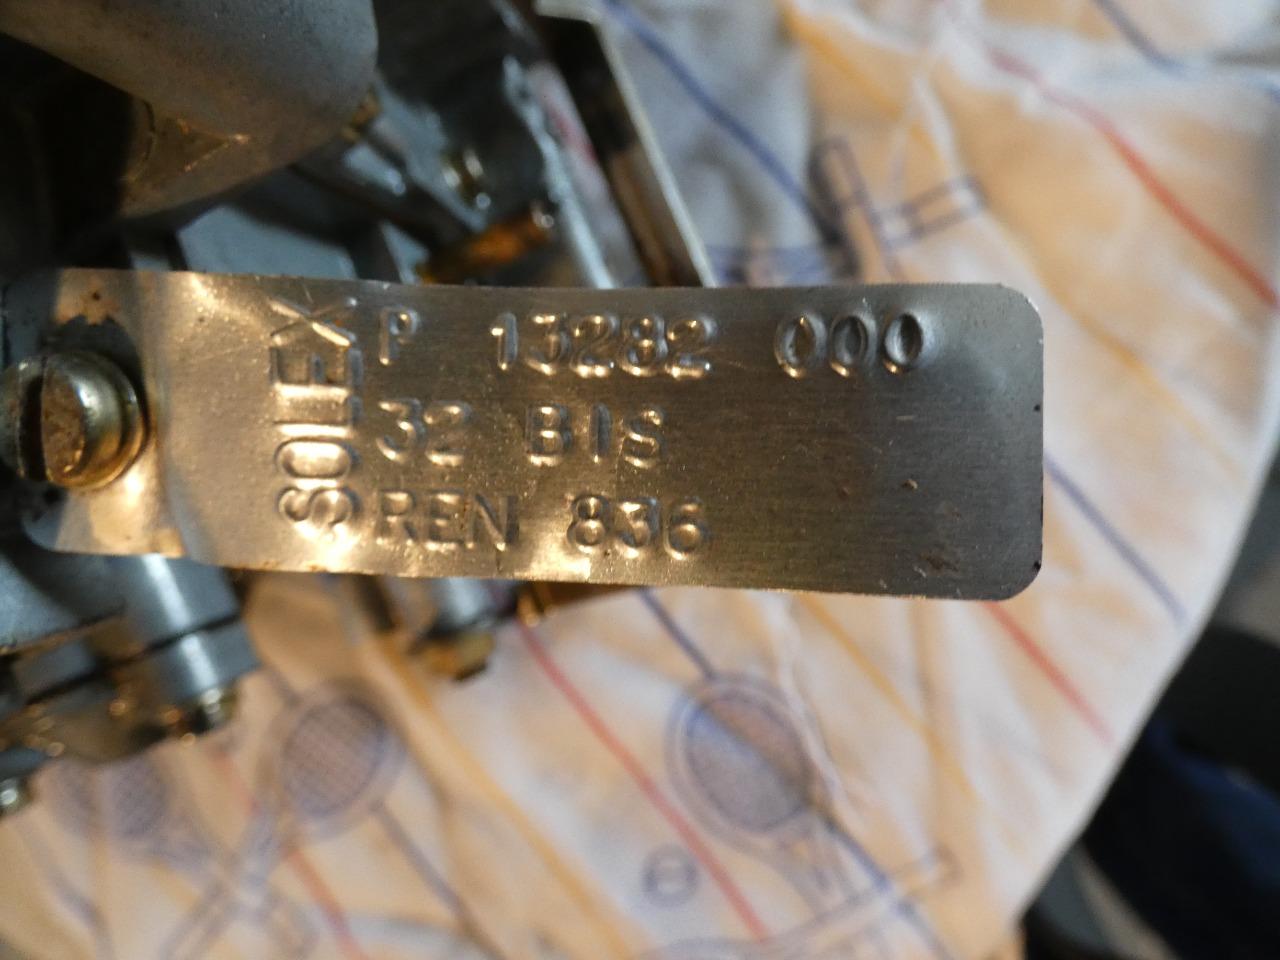 SOLEX
P 13282 000
32 BIS
REN 836